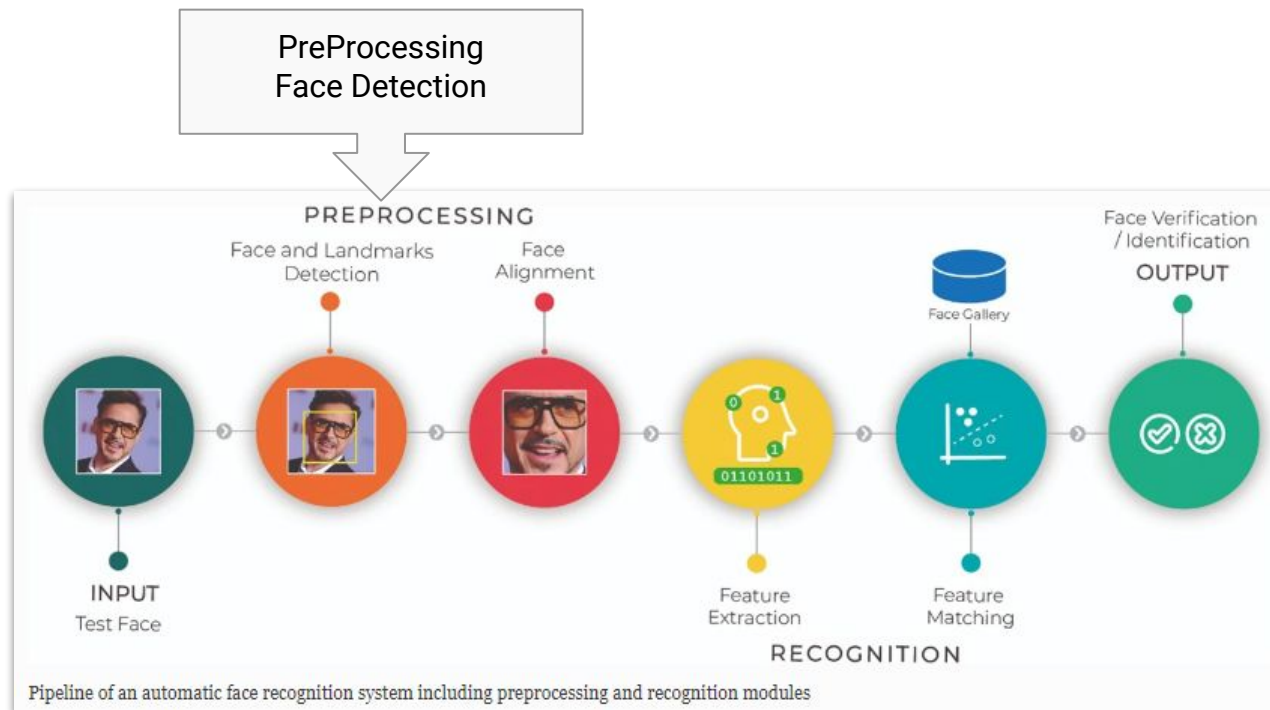 PreProcessing
Face Detection
PREPROCESSING
Face and Landmarks
Detection
Face
Alignment
Face Gallery
Face Verification
/ Identification
OUTPUT
0
1
1
01101011
INPUT
Test Face
Feature
Extraction
Feature
Matching
RECOGNITION
Pipeline of an automatic face recognition system including preprocessing and recognition modules